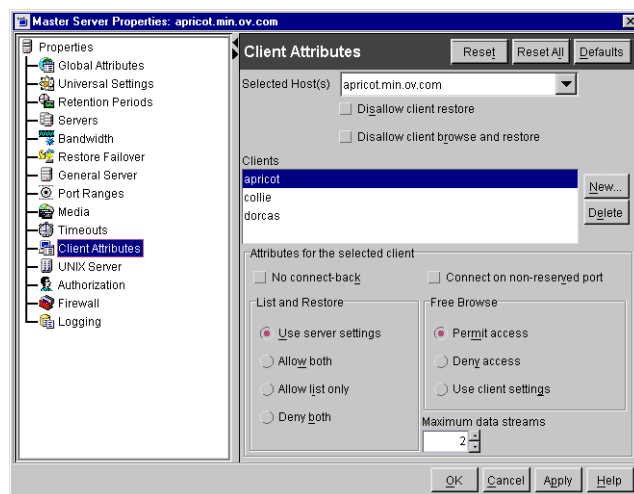 Master Server Properties: apricot.min.ov.com
Properties
Global Attributes
Universal Settings
Retention Periods
Servers
Bandwidth
Restore Failover
General Server
Port Ranges
Media
Timeouts
Client Attributes
UNIX Server
Authorization
Firewall
Logging
Client Attributes
Reset
Reset All
Defaults
Selected Host(s)
apricot.min.ov.com
Disallow client restore
Disallow client browse and restore
Clients
apricot
collie
dorcas
New...
Delete
Attributes for the selected client
No connect-back
Connect on non-reserved port
List and Restore
Use server settings
Allow both
Allow list only
Deny both
Free Browse
Permit access
Deny access
Use client settings
Maximum data streams
2
OK
Cancel
Apply
Help